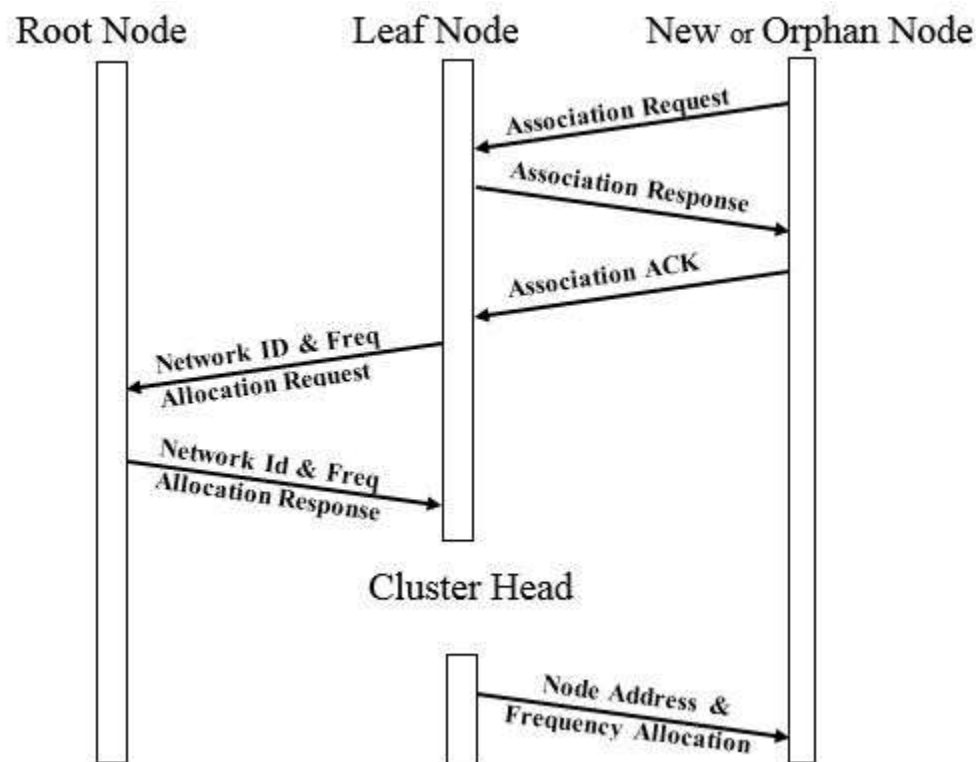 Root Node
Leaf Node
New or Orphan Node
Association Request
Association Response
Association ACK
Network ID & Freq
Allocation Request
Network Id & Freq
Allocation Response
Cluster Head
Node Address &
Frequency Allocation